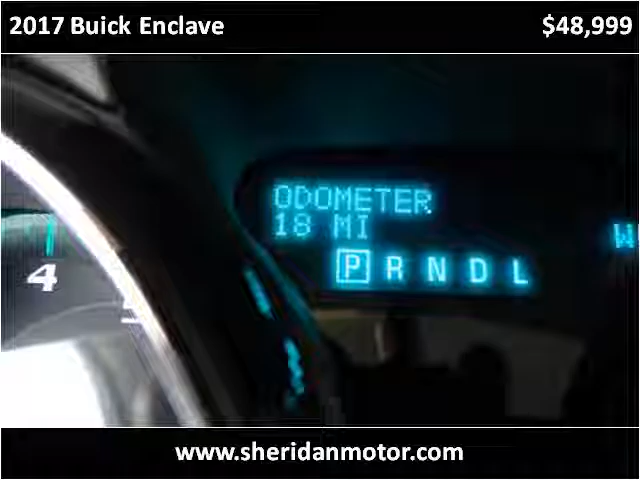 2017 Buick Enclave $48,999
ODOMETER
18 MI
P R N D L
4
www.sheridanmotor.com